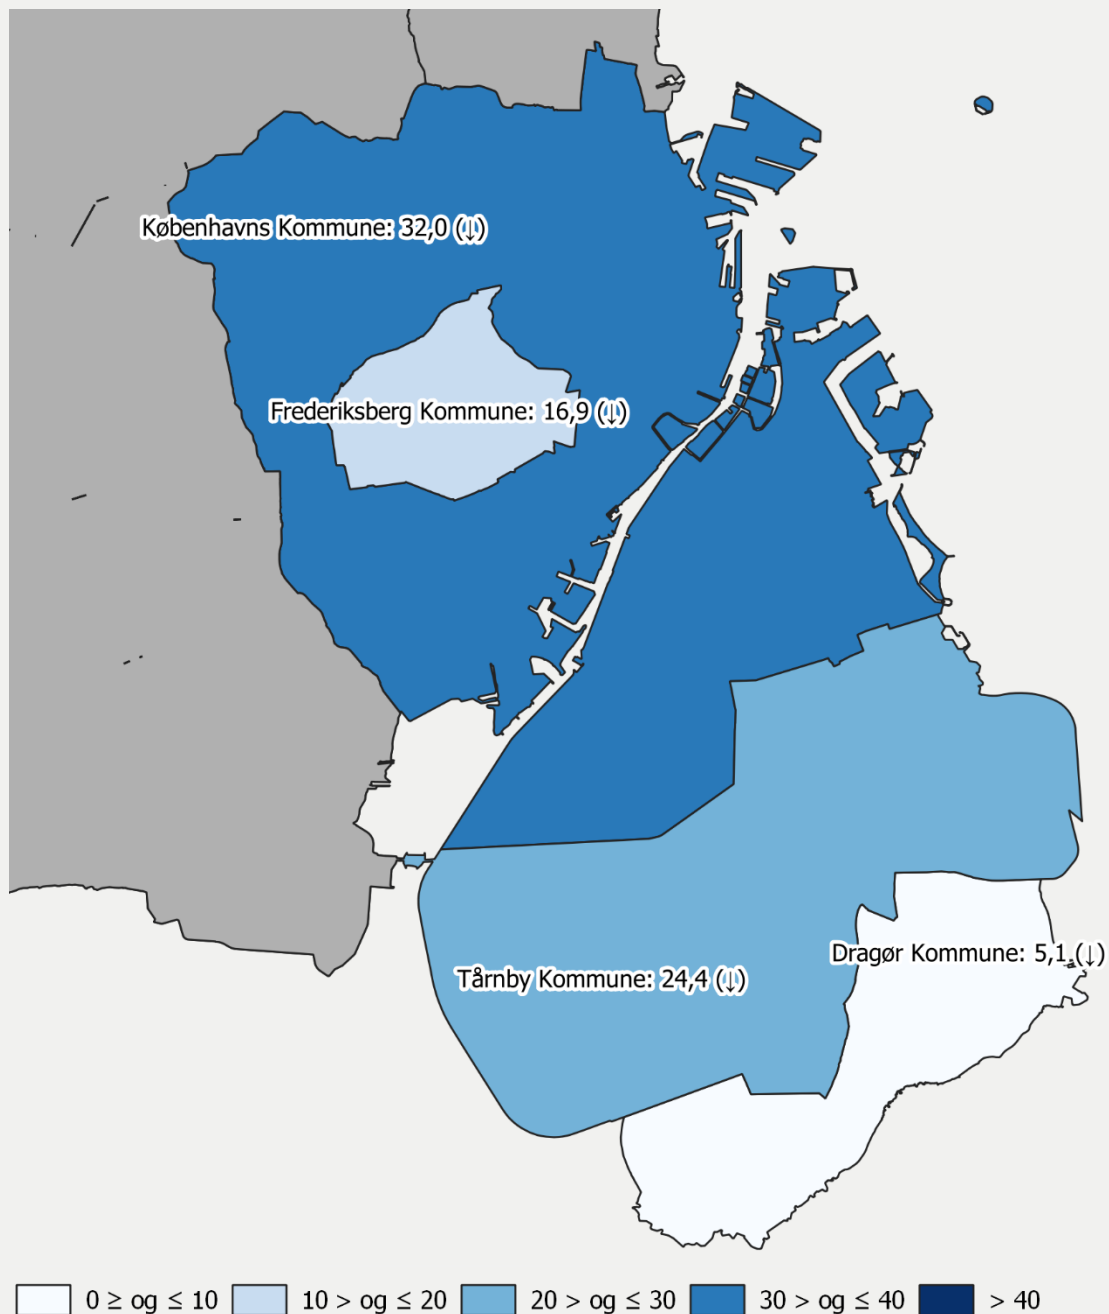 Københavns Kommune: 32,0 (↓)
Frederiksberg Kommune: 16,9 (↓)
Dragør Kommune: 5,1 (↓)
Tårnby Kommune: 24,4 (↓)
0 ≥ og ≤ 10 10 > og ≤ 20 20 > og ≤ 30 30 > og ≤ 40 > 40